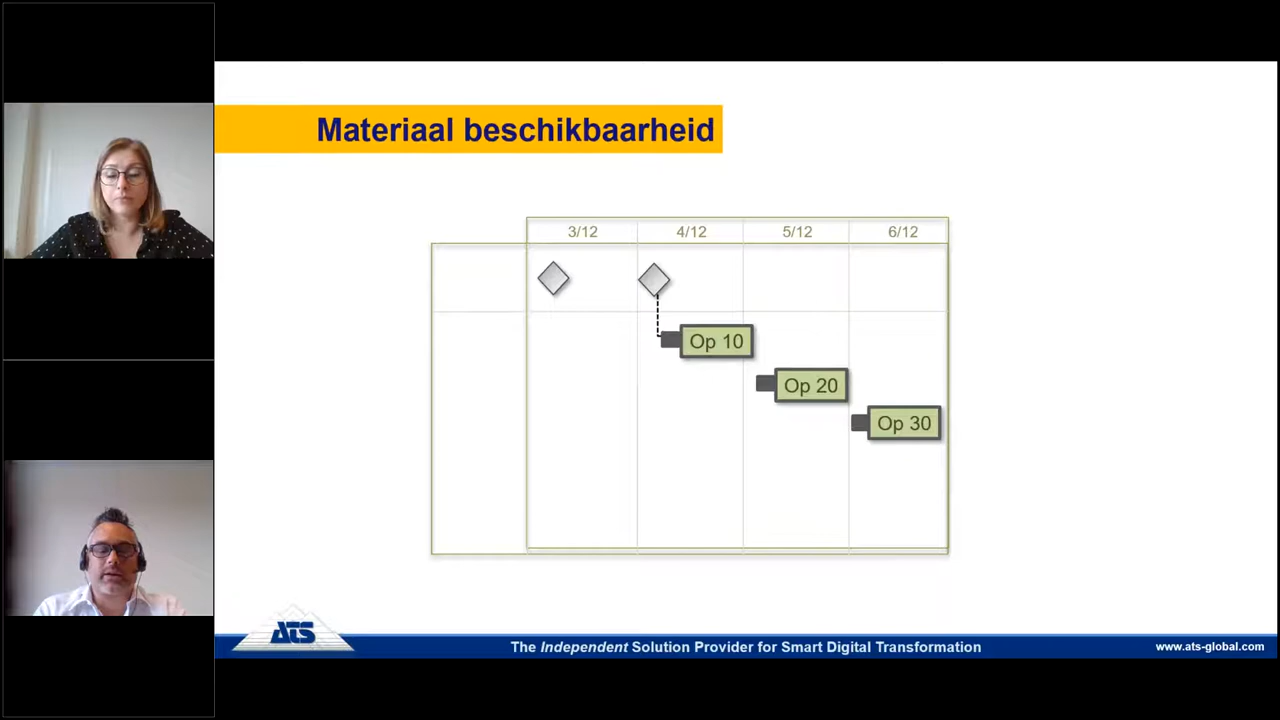 Materiaal beschikbaarheid
3/12 4/12 5/12 6/12
Op 10
Op 20
Op 30
ATS
The Independent Solution Provider for Smart Digital Transformation
www.ats-global.com